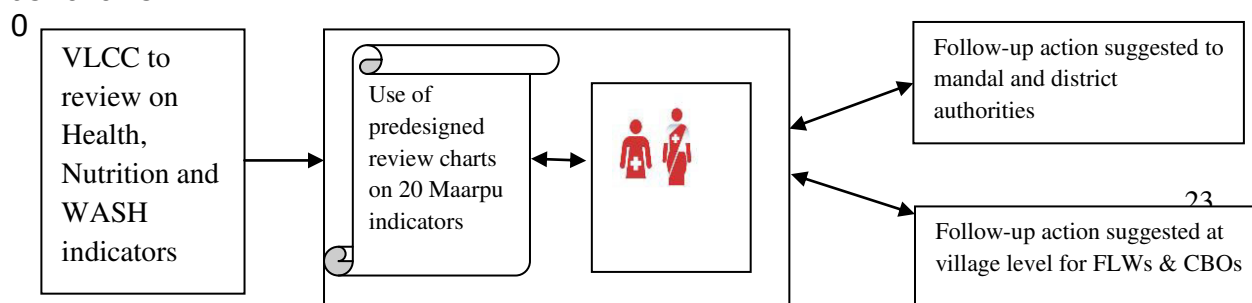 0
VLCC to
review on
Health,
Nutrition and
WASH
indicators
Use of
predesigned
review charts
on 20 Maarpu
indicators
Follow-up action suggested to
mandal and district
authorities
23
Follow-up action suggested at
village level for FLWs & CBOs